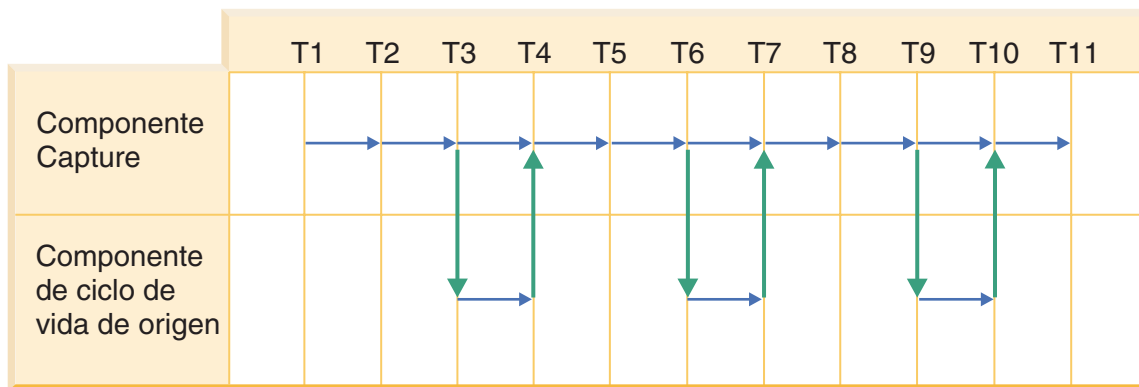 T1 T2 T3 T4 T5 T6 T7 T8 T9 T10 T11
Componente
Capture
Componente
de ciclo de
vida de origen